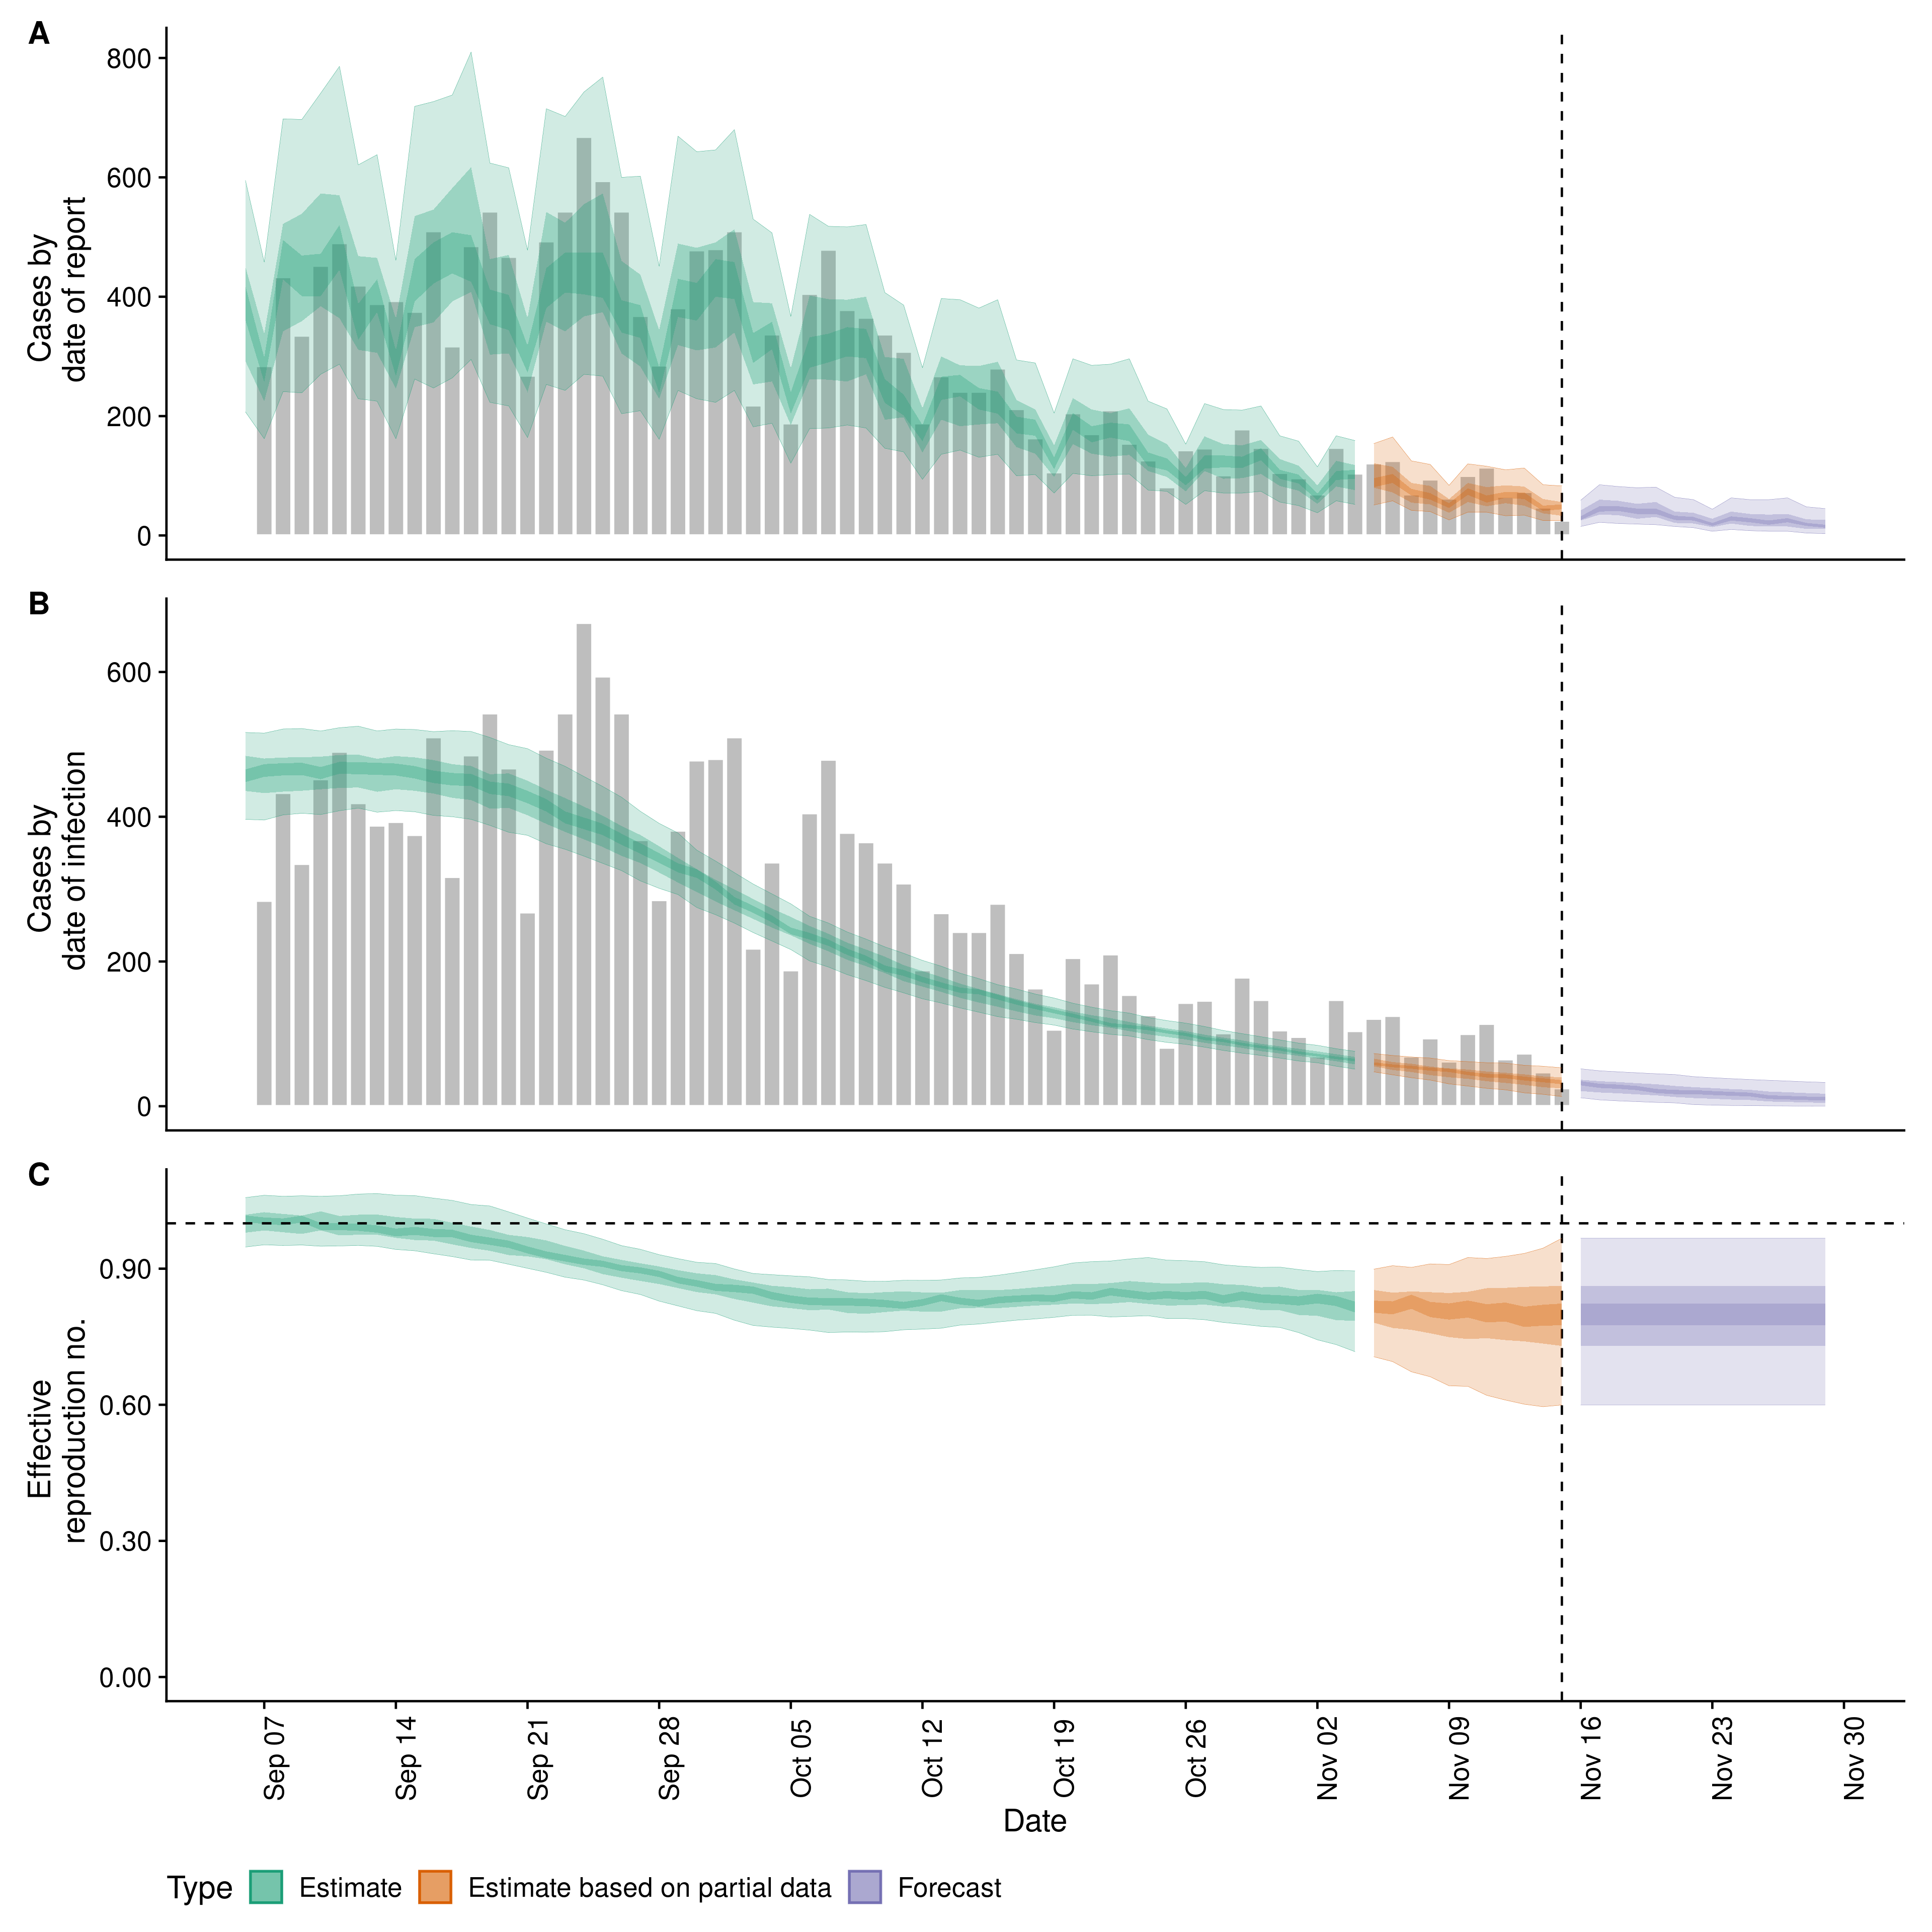 A
800
600
400
200
0
Cases by
date of report
B
600
400
200
0
Cases by
date of infection
C
0.90
0.60
0.30
0.00
Effective
reproduction no.
Sep 07
Sep 14
Sep 21
Sep 28
Oct 05
Oct 12
Oct 19
Oct 26
Nov 02
Nov 09
Nov 16
Nov 23
Nov 30
Date
Type Estimate Estimate based on partial data Forecast